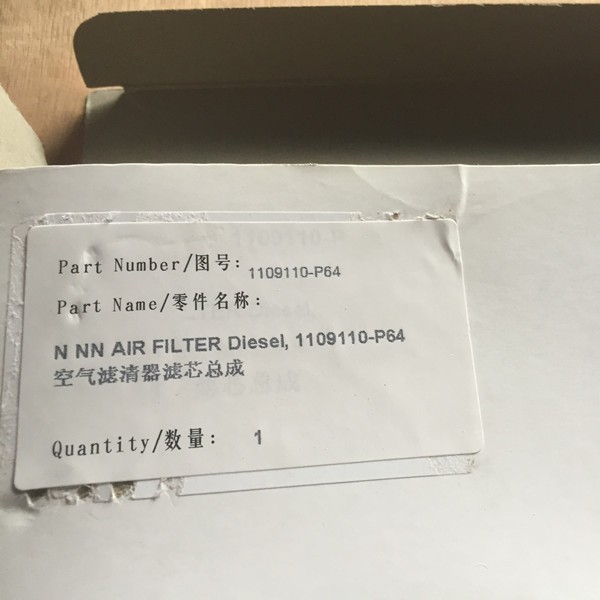 Part Number/图号: 1109110-P64
Part Name/零件名称:
N NN AIR FILTER Diesel, 1109110-P64
空气滤清器滤芯总成
Quantity/数量: 1